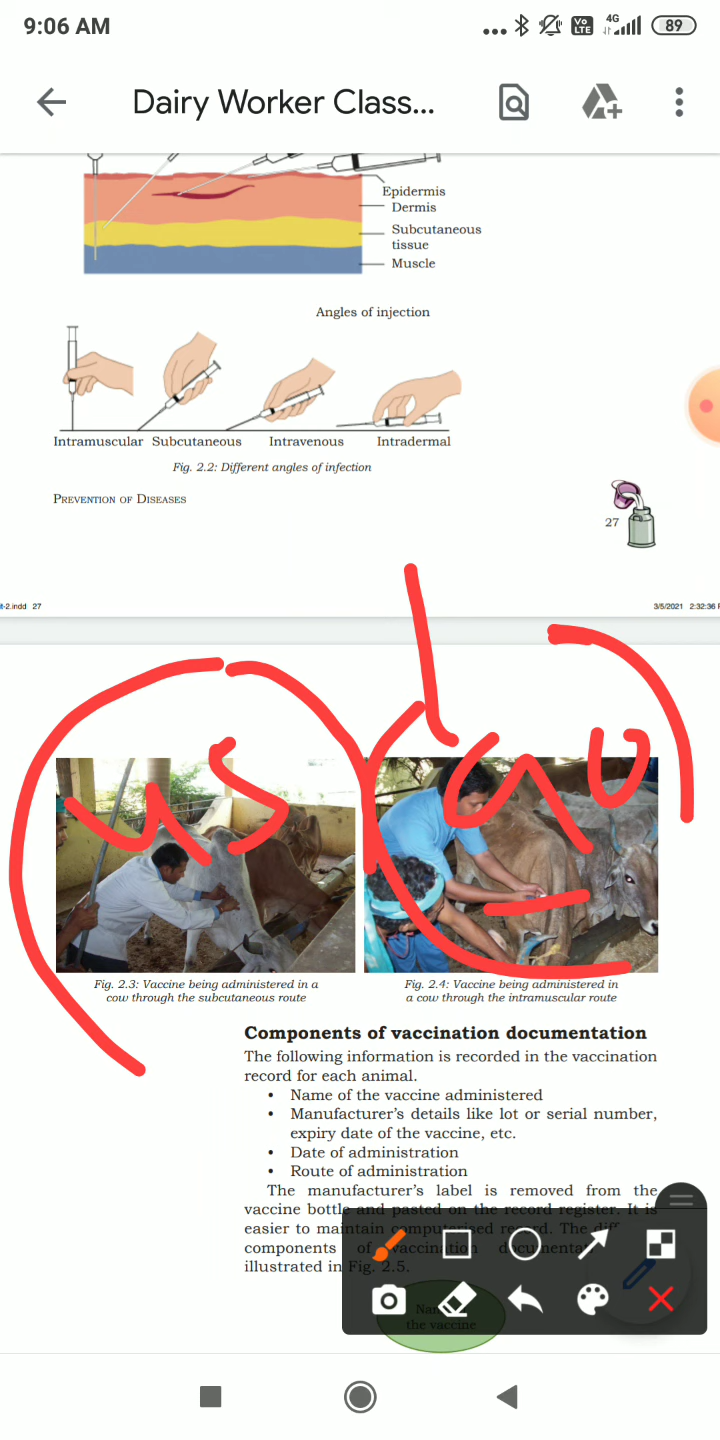 9:06 AM
Vo LTE
4G
89
Dairy Worker Class...
Epidermis
Dermis
Subcutaneous
tissue
Muscle
Angles of injection
Intramuscular Subcutaneous Intravenous Intradermal
Fig. 2.2: Different angles of infection
PREVENTION OF DISEASES
27
it-2.indd 27
3/5/2021 2:32:36
Fig. 2.3: Vaccine being administered in a
cow through the subcutaneous route
Fig. 2.4: Vaccine being administered in
a cow through the intramuscular route
Components of vaccination documentation
The following information is recorded in the vaccination
record for each animal.
• Name of the vaccine administered
• Manufacturer's details like lot or serial number,
expiry date of the vaccine, etc.
• Date of administration
• Route of administration
The manufacturer's label is removed from the
vaccine bottle and pasted on the record register. It is
easier to maintain computerised record. The
components of vaccination
illustrated in Fig. 2.5.
the vaccine